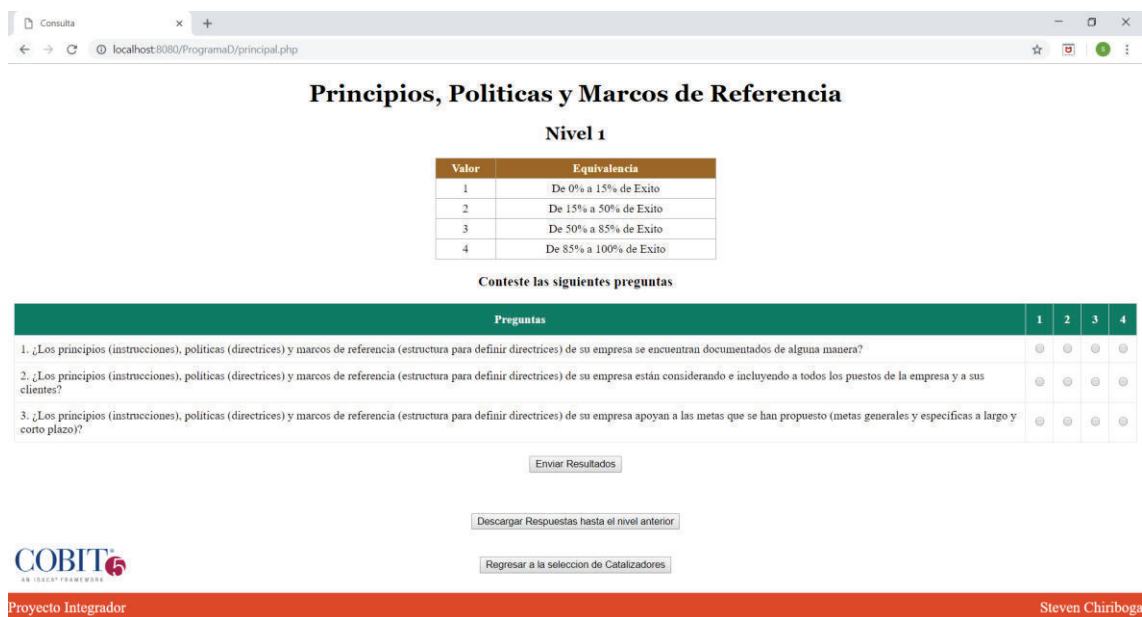 Consulta
localhost:8080/ProgramaD/principal.php
Principios, Politicas y Marcos de Referencia
Nivel 1
Valor Equivalencia
1 De 0% a 15% de Exito
2 De 15% a 50% de Exito
3 De 50% a 85% de Exito
4 De 85% a 100% de Exito
Conteste las siguientes preguntas
Preguntas 1 2 3 4
1. ¿Los principios (instrucciones), politicas (directrices) y marcos de referencia (estructura para definir directrices) de su empresa se encuentran documentados de alguna manera?
2. ¿Los principios (instrucciones), politicas (directrices) y marcos de referencia (estructura para definir directrices) de su empresa están considerando e incluyendo a todos los puestos de la empresa y a sus
clientes?
3. ¿Los principios (instrucciones), politicas (directrices) y marcos de referencia (estructura para definir directrices) de su empresa apoyan a las metas que se han propuesto (metas generales y especificas a largo y
corto plazo)?
Enviar Resultados
Descargar Respuestas hasta el nivel anterior
COBIT 5
AN ISACA® FRAMEWORK
Regresar a la seleccion de Catalizadores
Proyecto Integrador Steven Chiriboga